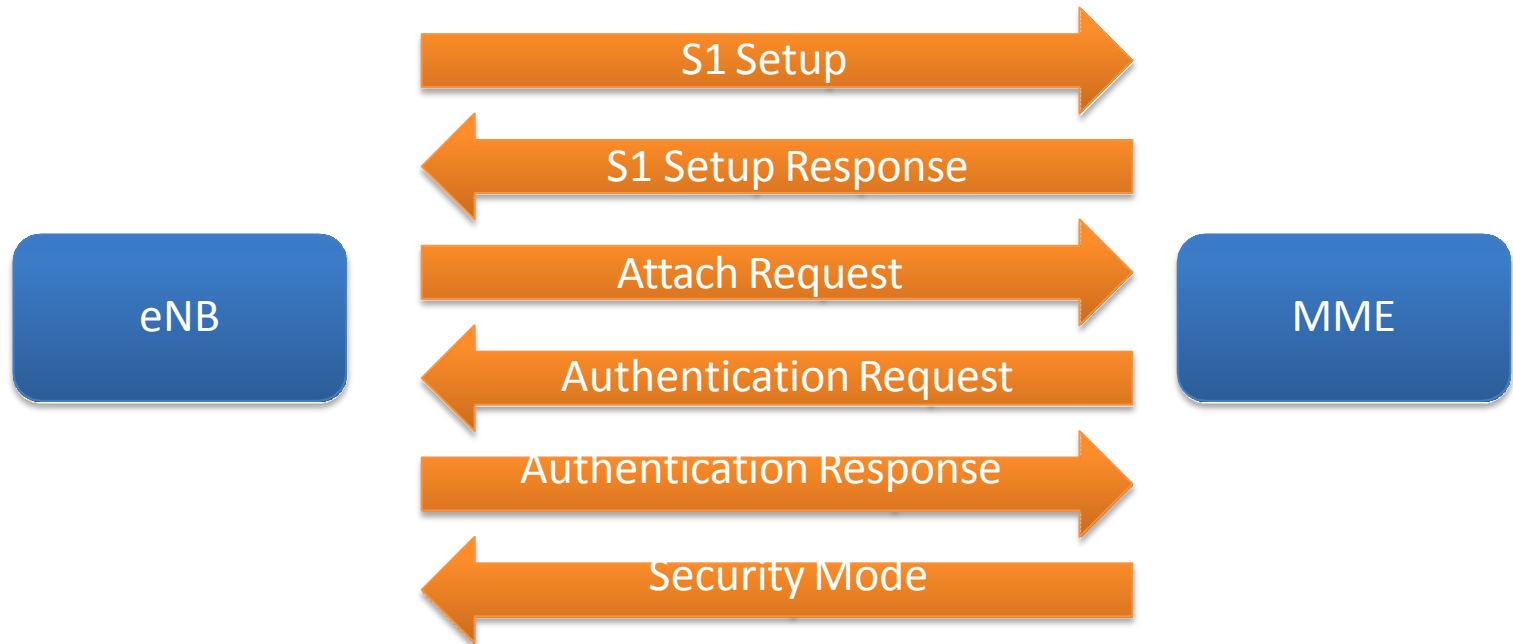 S1 Setup
S1 Setup Response
Attach Request
eNB
MME
Authentication Request
Authentication Response
Security Mode